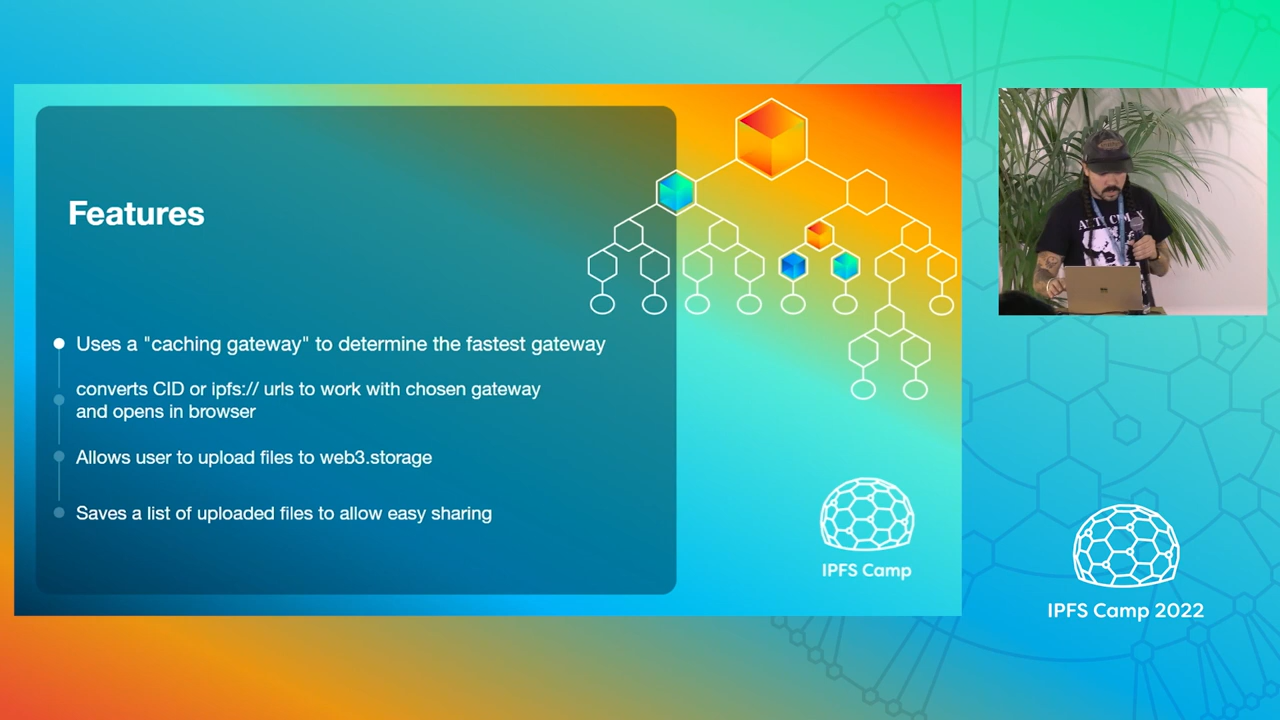 Features
Uses a "caching gateway" to determine the fastest gateway
converts CID or ipfs:// urls to work with chosen gateway
and opens in browser
Allows user to upload files to web3.storage
Saves a list of uploaded files to allow easy sharing
IPFS Camp
IPFS Camp 2022